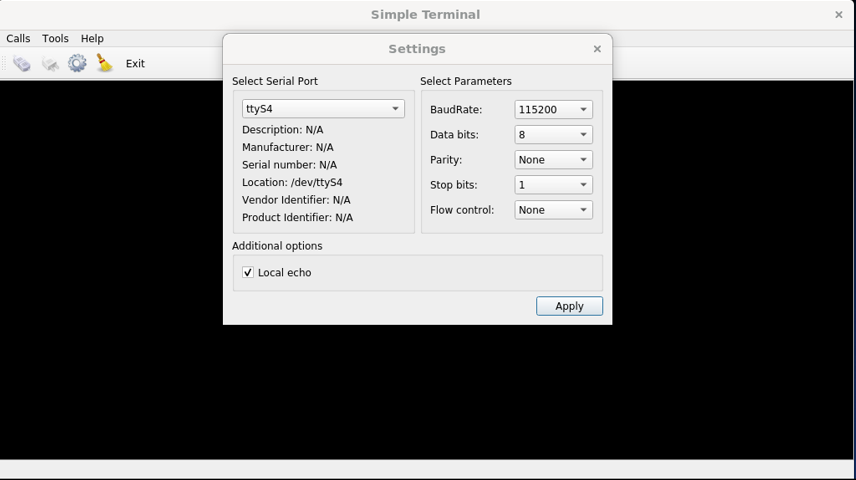 Simple Terminal
Calls Tools Help
Exit
Settings
Select Serial Port
ttyS4
Description: N/A
Manufacturer: N/A
Serial number: N/A
Location: /dev/ttyS4
Vendor Identifier: N/A
Product Identifier: N/A
Select Parameters
BaudRate: 115200
Data bits: 8
Parity: None
Stop bits: 1
Flow control: None
Additional options
Local echo
Apply